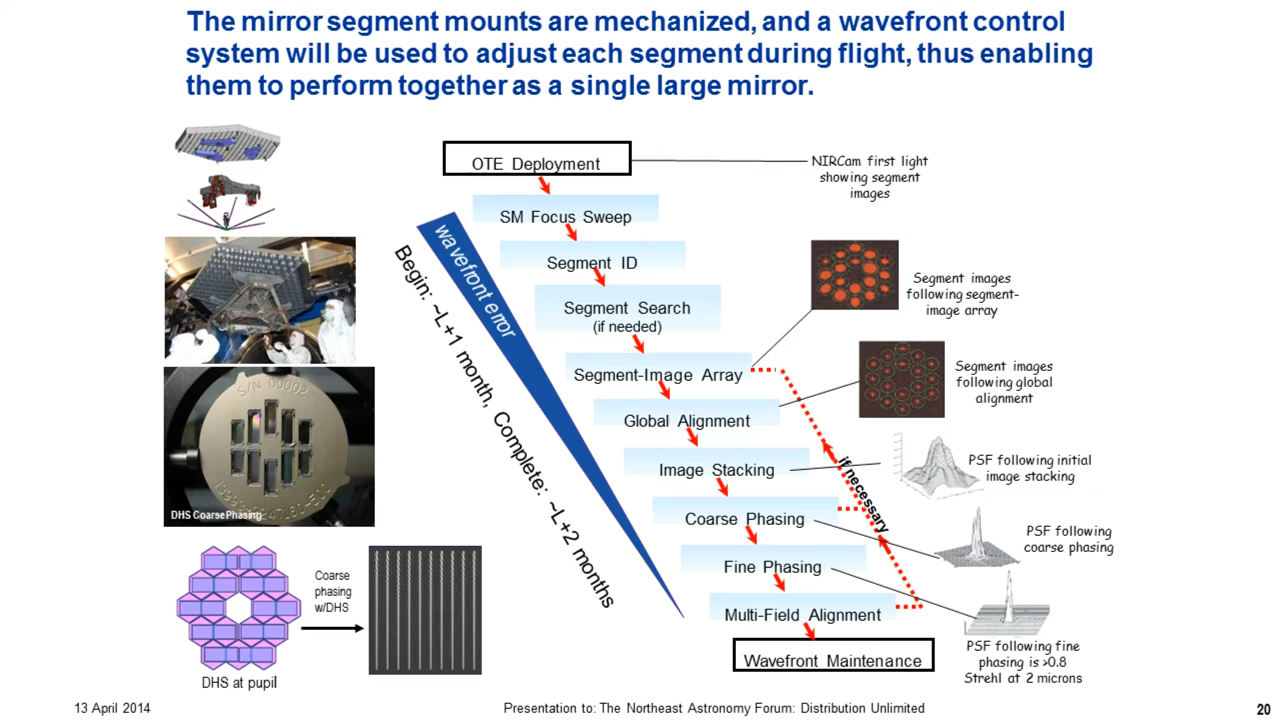 The mirror segment mounts are mechanized, and a wavefront control
system will be used to adjust each segment during flight, thus enabling
them to perform together as a single large mirror.
OTE Deployment
NIRCam first light
showing segment
images
SM Focus Sweep
Segment ID
Segment Search
(if needed)
Segment-Image Array
Global Alignment
Image Stacking
Coarse Phasing
Fine Phasing
Multi-Field Alignment
Wavefront Maintenance
wavefront error
Begin: ~L+1 month, Complete: ~L+2 months
if necessary
Segment images
following segment-
image array
Segment images
following global
alignment
PSF following initial
image stacking
PSF following
coarse phasing
PSF following fine
phasing is >0.8
Strehl at 2 microns
S/N 00002
DHS Coarse Phasing
Coarse
phasing
w/DHS
DHS at pupil
13 April 2014
Presentation to: The Northeast Astronomy Forum: Distribution Unlimited
20